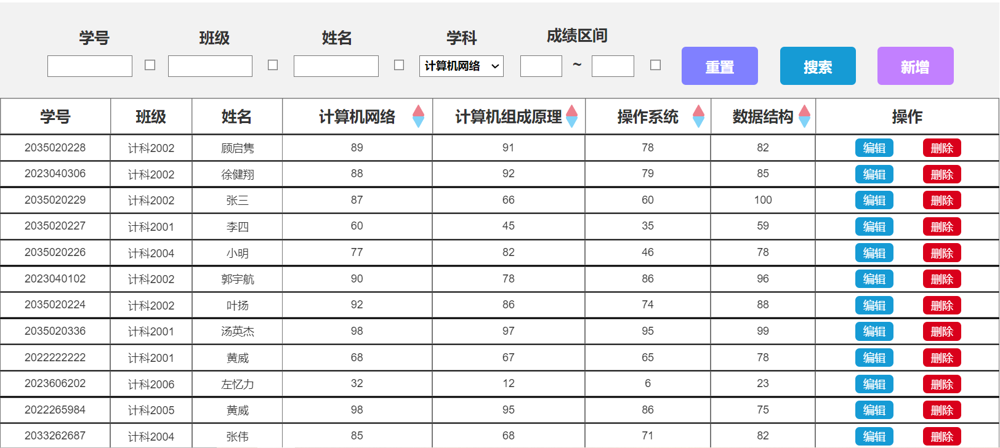 学号 班级 姓名 学科 成绩区间
计算机网络 ~ 重置 搜索 新增
学号 班级 姓名 计算机网络 计算机组成原理 操作系统 数据结构 操作
2035020228 计科2002 顾启隽 89 91 78 82 编辑 删除
2023040306 计科2002 徐健翔 88 92 79 85 编辑 删除
2035020229 计科2002 张三 87 66 60 100 编辑 删除
2035020227 计科2001 李四 60 45 35 59 编辑 删除
2035020226 计科2004 小明 77 82 46 78 编辑 删除
2023040102 计科2002 郭宇航 90 78 86 96 编辑 删除
2035020224 计科2002 叶扬 92 86 74 88 编辑 删除
2035020336 计科2001 汤英杰 98 97 95 99 编辑 删除
2022222222 计科2001 黄威 68 67 65 78 编辑 删除
2023606202 计科2006 左忆力 32 12 6 23 编辑 删除
2022265984 计科2005 黄威 98 95 86 75 编辑 删除
2033262687 计科2004 张伟 85 68 71 82 编辑 删除